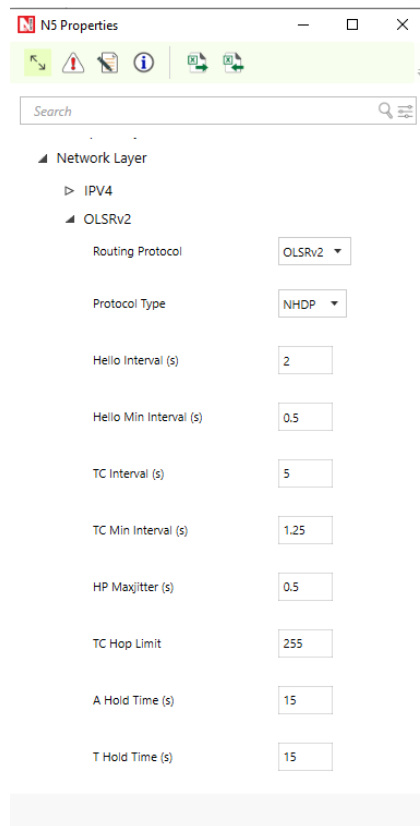 N5 Properties
Search
Network Layer
IPV4
OLSRv2
Routing Protocol OLSRv2
Protocol Type NHDP
Hello Interval (s) 2
Hello Min Interval (s) 0.5
TC Interval (s) 5
TC Min Interval (s) 1.25
HP Maxjitter (s) 0.5
TC Hop Limit 255
A Hold Time (s) 15
T Hold Time (s) 15